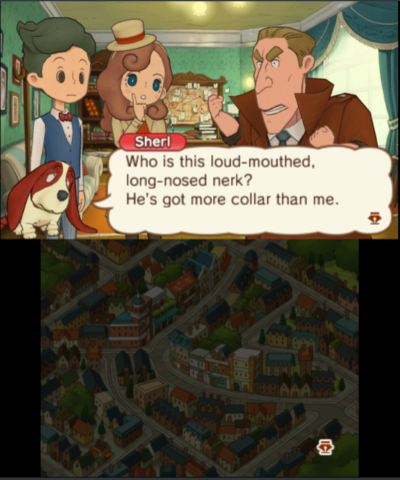 Sherl
Who is this loud-mouthed,
long-nosed nerk?
He's got more collar than me.